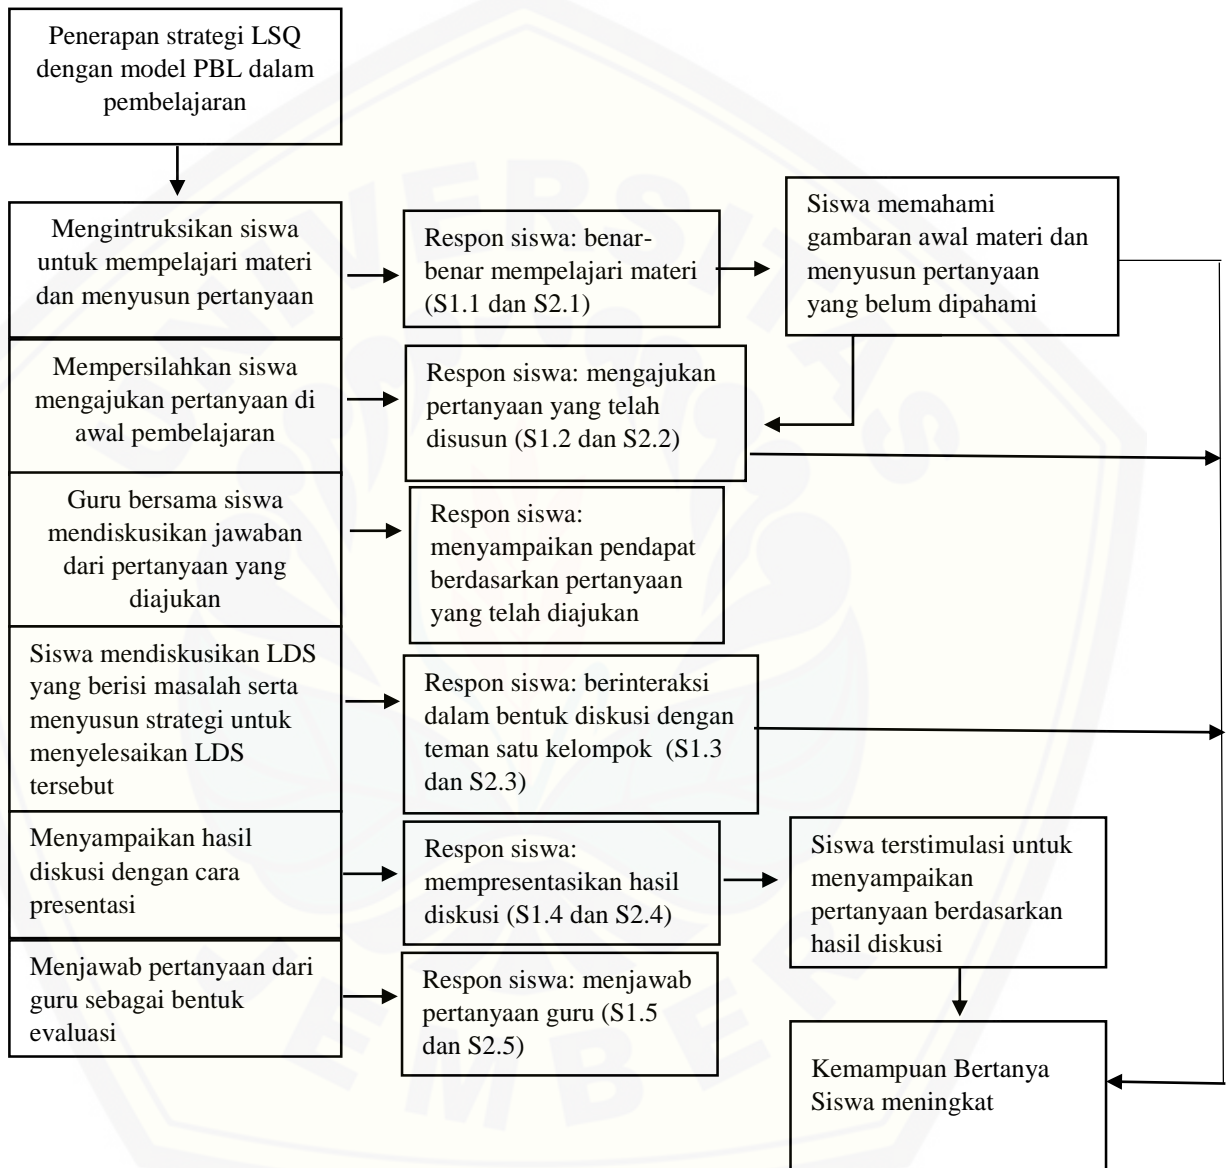 Penerapan strategi LSQ
dengan model PBL dalam
pembelajaran
Mengintruksikan siswa
untuk mempelajari materi
dan menyusun pertanyaan
Respon siswa: benar-
benar mempelajari materi
(S1.1 dan S2.1)
Siswa memahami
gambaran awal materi dan
menyusun pertanyaan
yang belum dipahami
Mempersilahkan siswa
mengajukan pertanyaan di
awal pembelajaran
Respon siswa: mengajukan
pertanyaan yang telah
disusun (S1.2 dan S2.2)
Guru bersama siswa
mendiskusikan jawaban
dari pertanyaan yang
diajukan
Respon siswa:
menyampaikan pendapat
berdasarkan pertanyaan
yang telah diajukan
Siswa mendiskusikan LDS
yang berisi masalah serta
menyusun strategi untuk
menyelesaikan LDS
tersebut
Respon siswa: berinteraksi
dalam bentuk diskusi dengan
teman satu kelompok (S1.3
dan S2.3)
Menyampaikan hasil
diskusi dengan cara
presentasi
Respon siswa:
mempresentasikan hasil
diskusi (S1.4 dan S2.4)
Siswa terstimulasi untuk
menyampaikan
pertanyaan berdasarkan
hasil diskusi
Menjawab pertanyaan dari
guru sebagai bentuk
evaluasi
Respon siswa: menjawab
pertanyaan guru (S1.5
dan S2.5)
Kemampuan Bertanya
Siswa meningkat
UNIVERSITAS
JEMBER